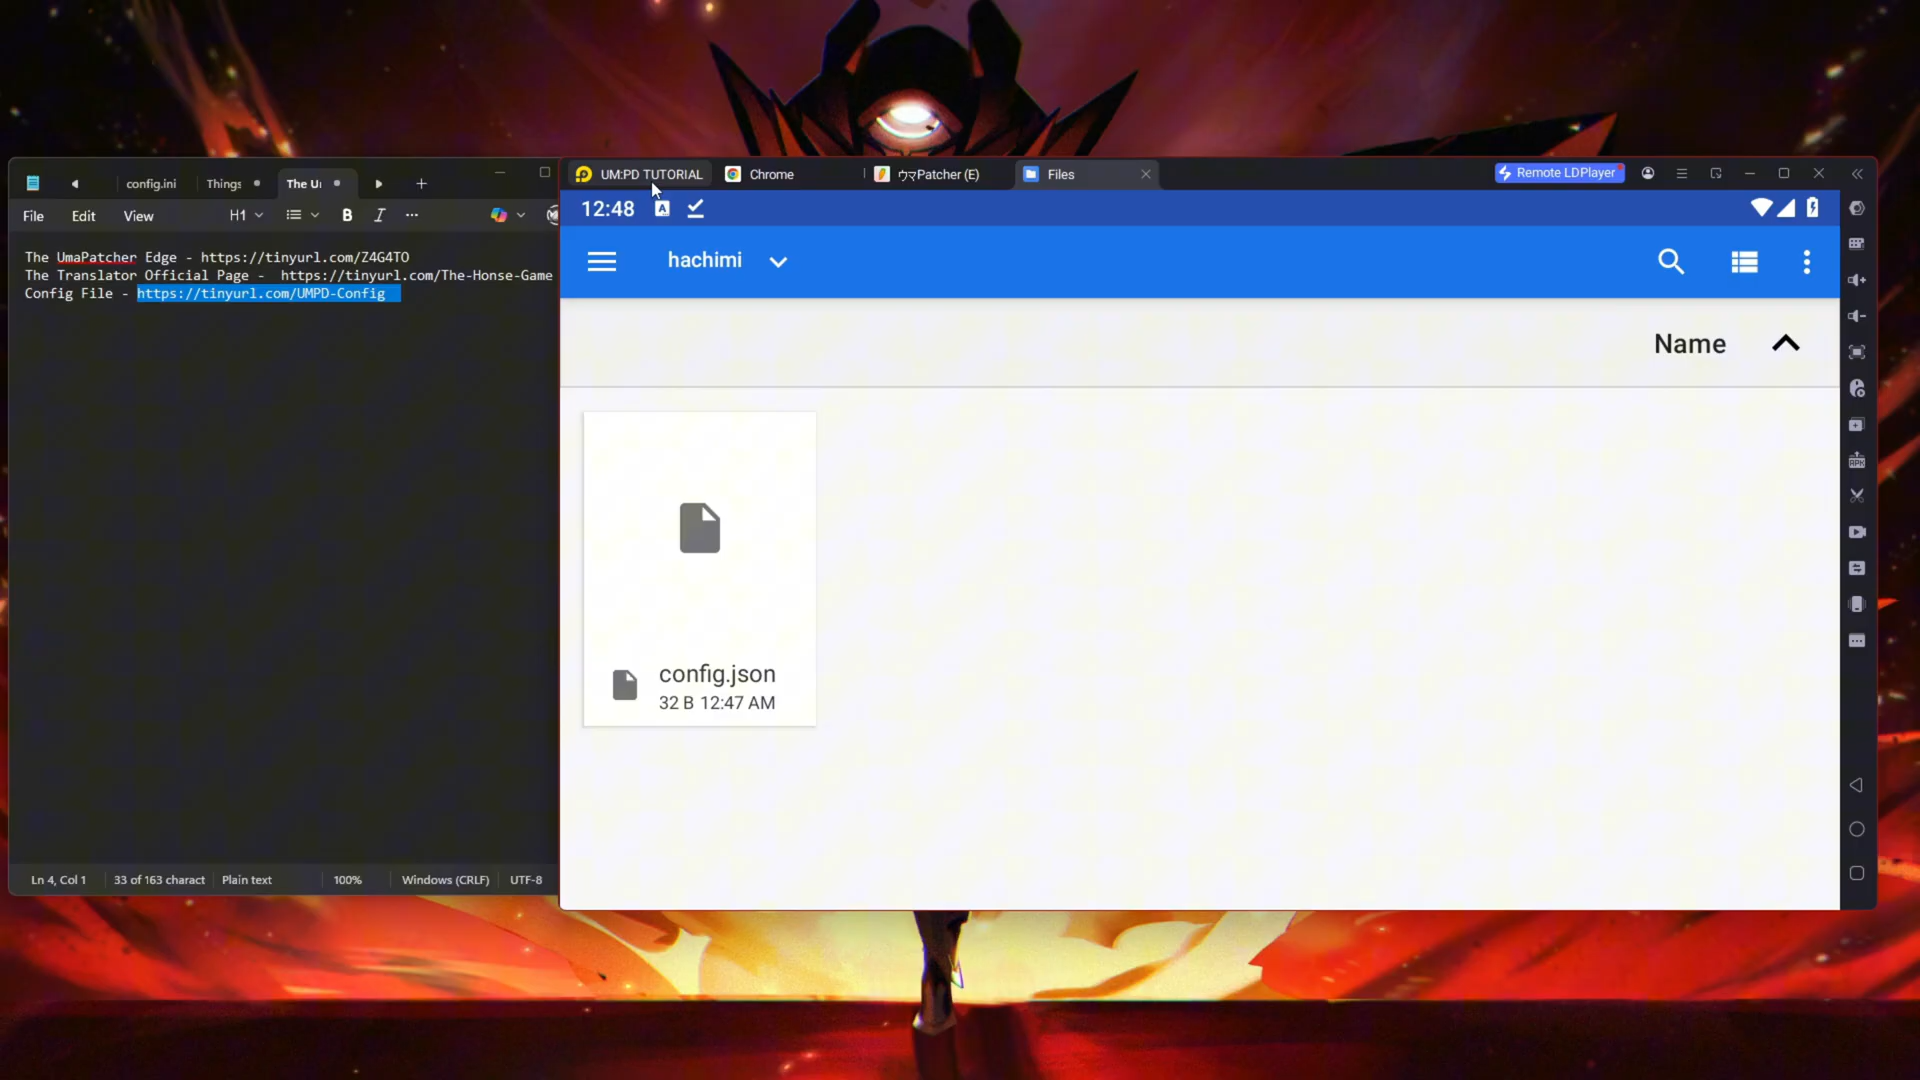 config.ini
Things
The Uı
File
Edit
View
H1
B
I
The UmaPatcher Edge - https://tinyurl.com/Z4G4TO
The Translator Official Page -  https://tinyurl.com/The-Honse-Game
Config File - https://tinyurl.com/UMPD-Config
Ln 4, Col 1
33 of 163 charact
Plain text
100%
Windows (CRLF)
UTF-8
UM:PD TUTORIAL
Chrome
ウマPatcher (E)
Files
Remote LDPlayer
12:48
A
hachimi
Name
config.json
32 B 12:47 AM